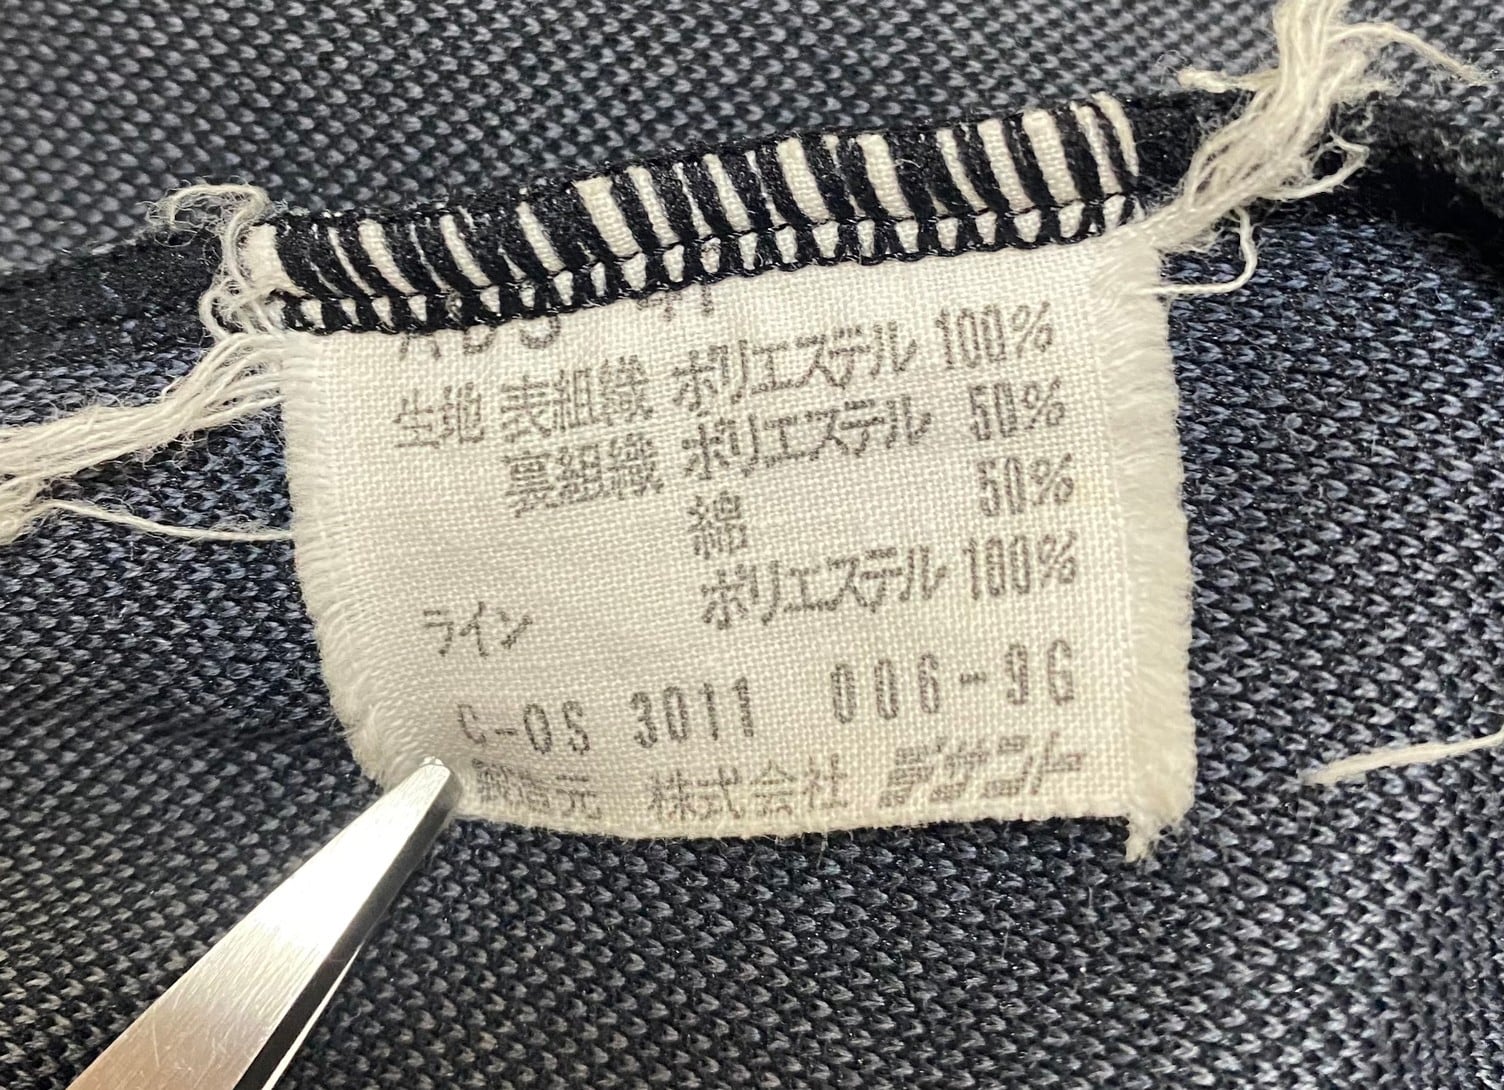 ADS
生地 表組織 ポリエステル 100%
裏組織 ポリエステル 50%
綿 50%
ライン ポリエステル 100%
C-OS 3011 006-96
製造元 株式会社 デサント